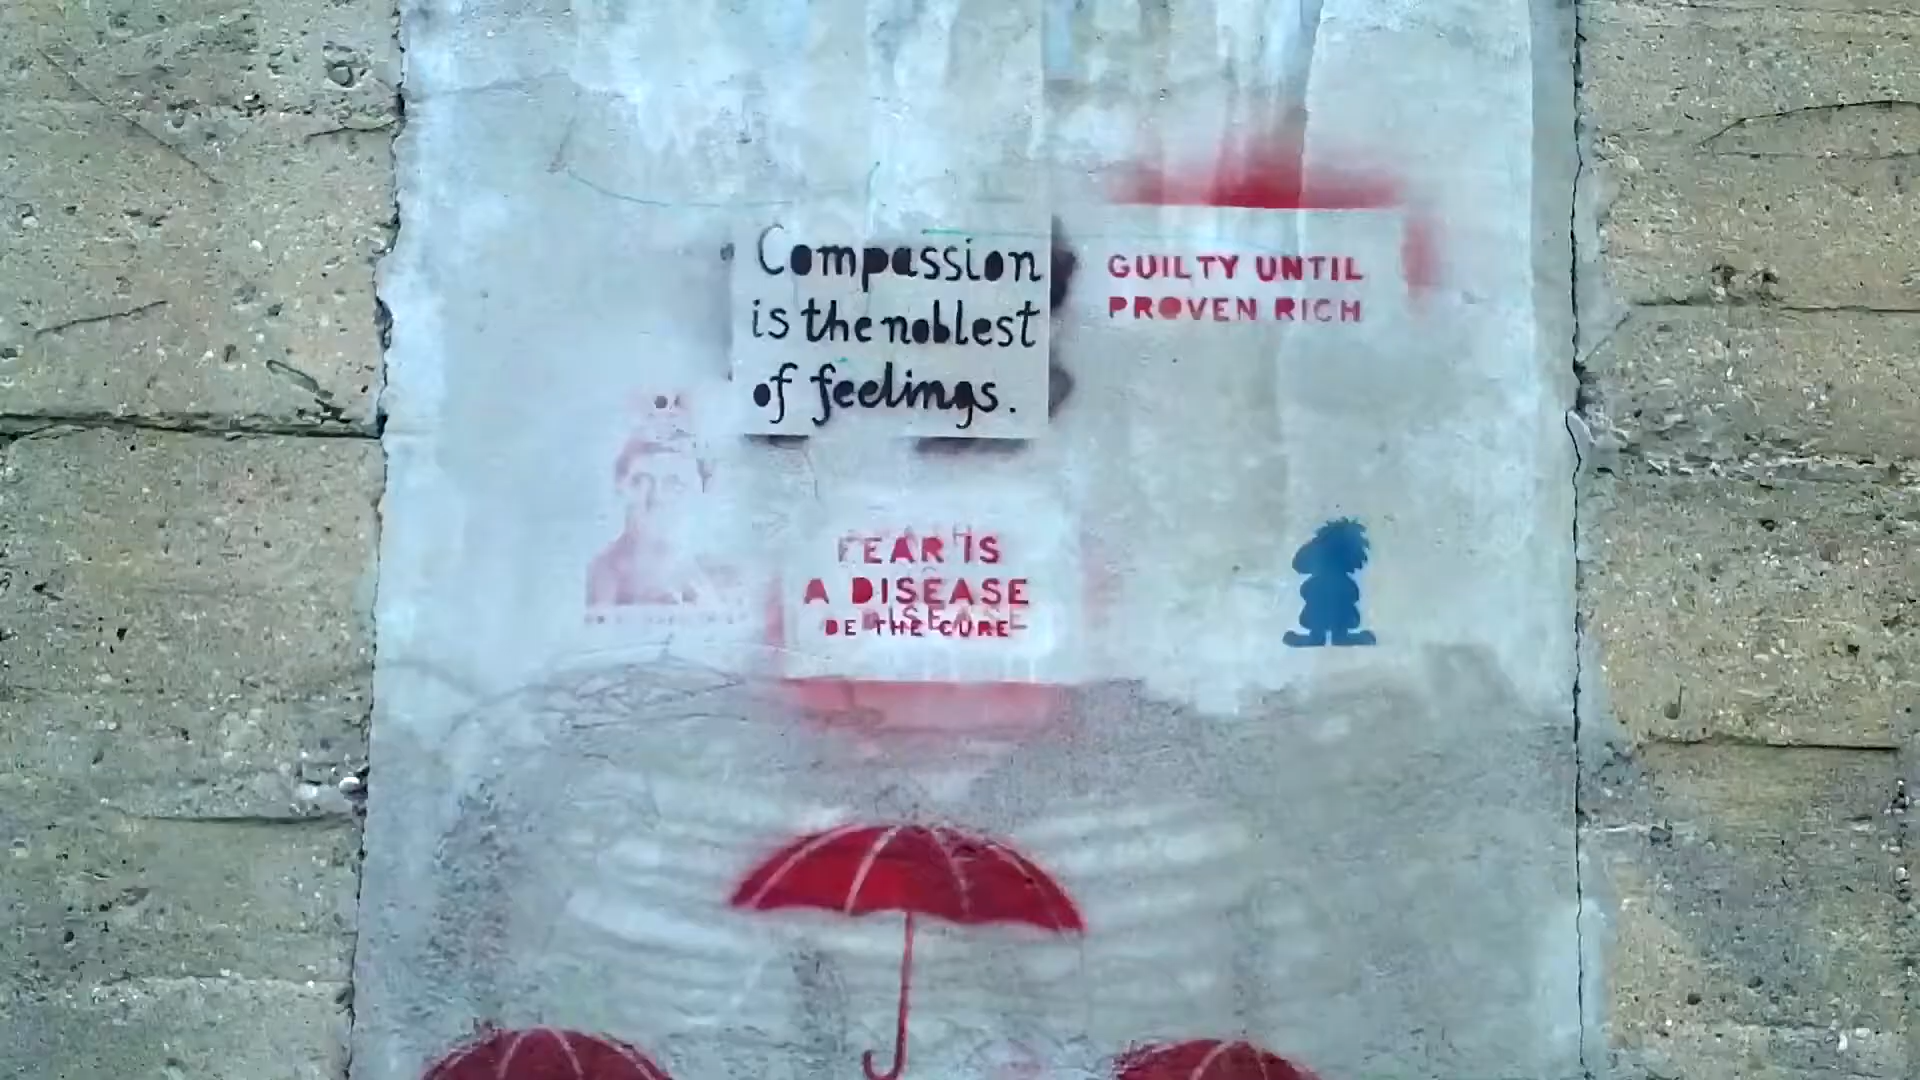 Compassion
is the noblest
of feelings.
GUILTY UNTIL
PROVEN RICH
FEAR IS
A DISEASE
BE THE CURE